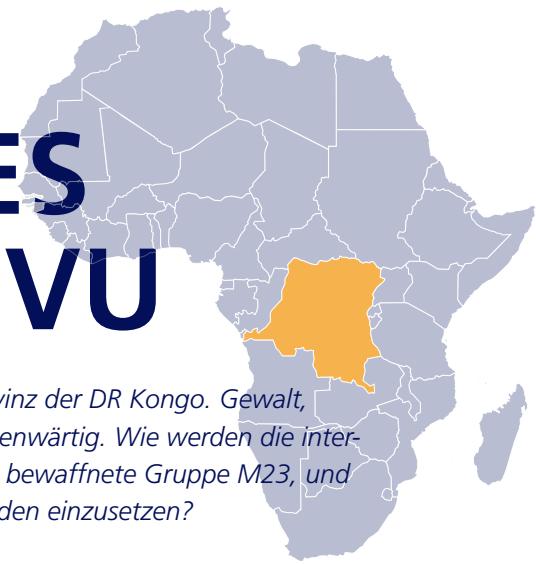 ES
VU
vinz der DR Kongo. Gewalt,
enwärtig. Wie werden die inter-
bewaffnete Gruppe M23, und
den einzusetzen?